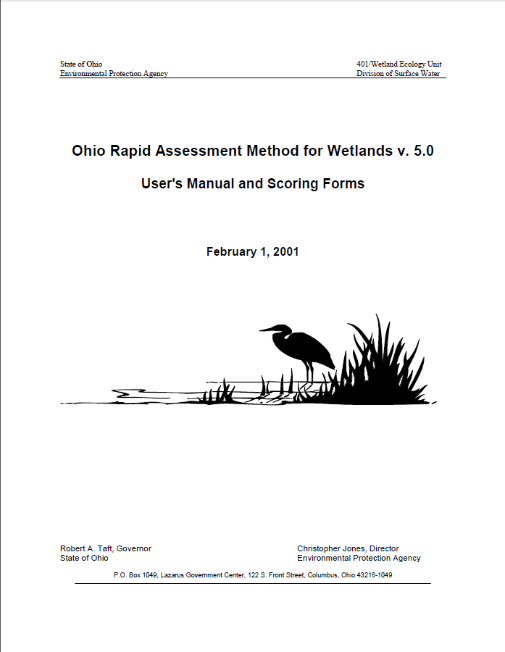 State of Ohio
Environmental Protection Agency
401/Wetland Ecology Unit
Division of Surface Water
Ohio Rapid Assessment Method for Wetlands v. 5.0
User's Manual and Scoring Forms
February 1, 2001
Robert A. Taft, Governor
State of Ohio
Christopher Jones, Director
Environmental Protection Agency
P.O. Box 1049, Lazarus Government Center, 122 S. Front Street, Columbus, Ohio 43216-1049